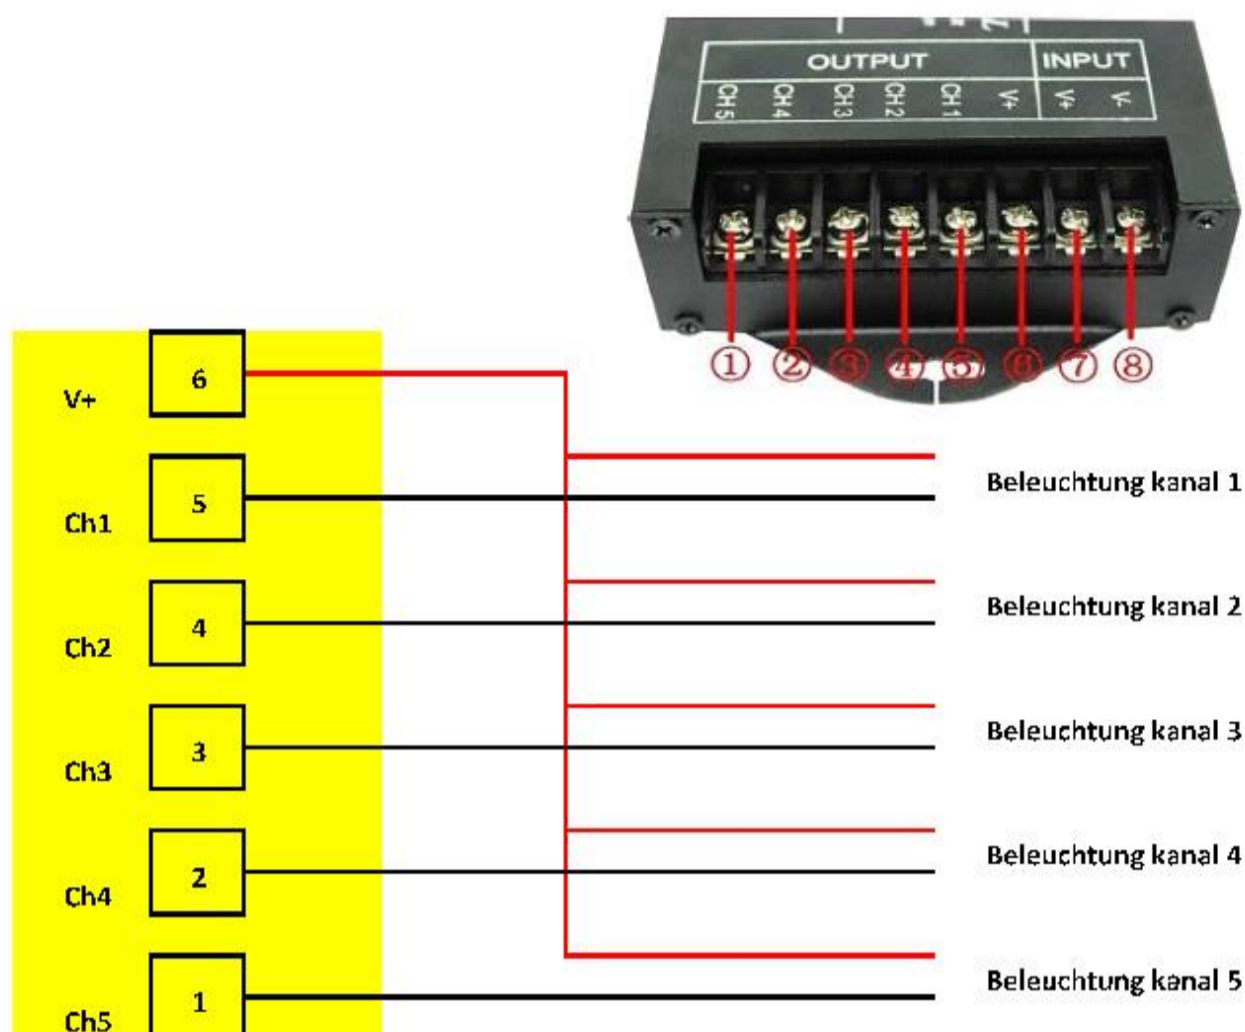 OUTPUT INPUT
CH5 CH4 CH3 CH2 CH1 V+ V+ V-
① ② ③ ④ ⑤ ⑥ ⑦ ⑧
V+ 6
Beleuchtung kanal 1
Ch1 5
Beleuchtung kanal 2
Ch2 4
Beleuchtung kanal 3
Ch3 3
Beleuchtung kanal 4
Ch4 2
Beleuchtung kanal 5
Ch5 1